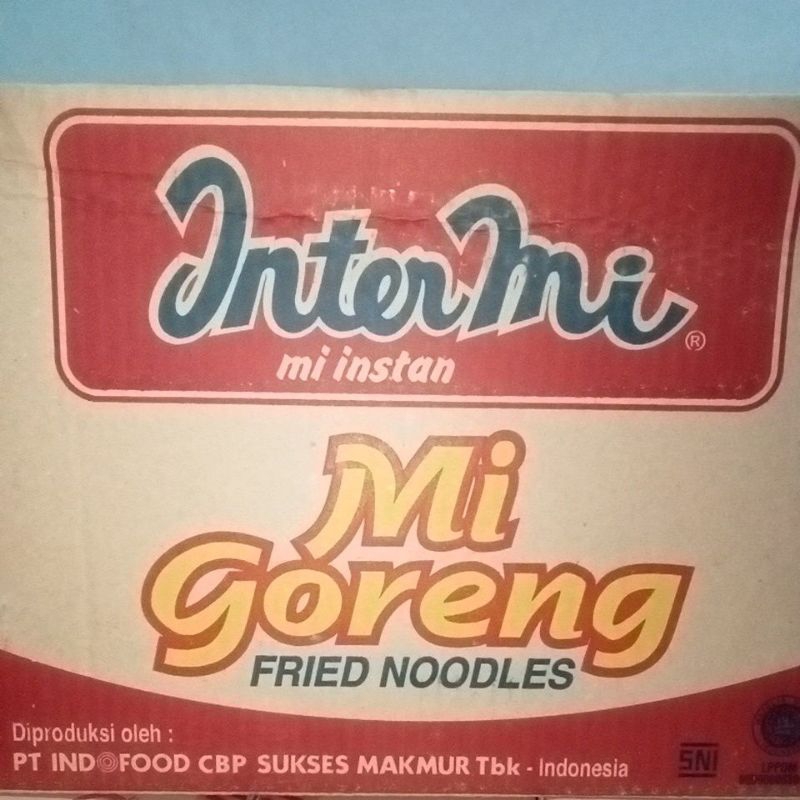 InterMi ®
mi instan
Mi
Goreng
FRIED NOODLES
Diproduksi oleh :
PT INDOFOOD CBP SUKSES MAKMUR Tbk - Indonesia
SNI